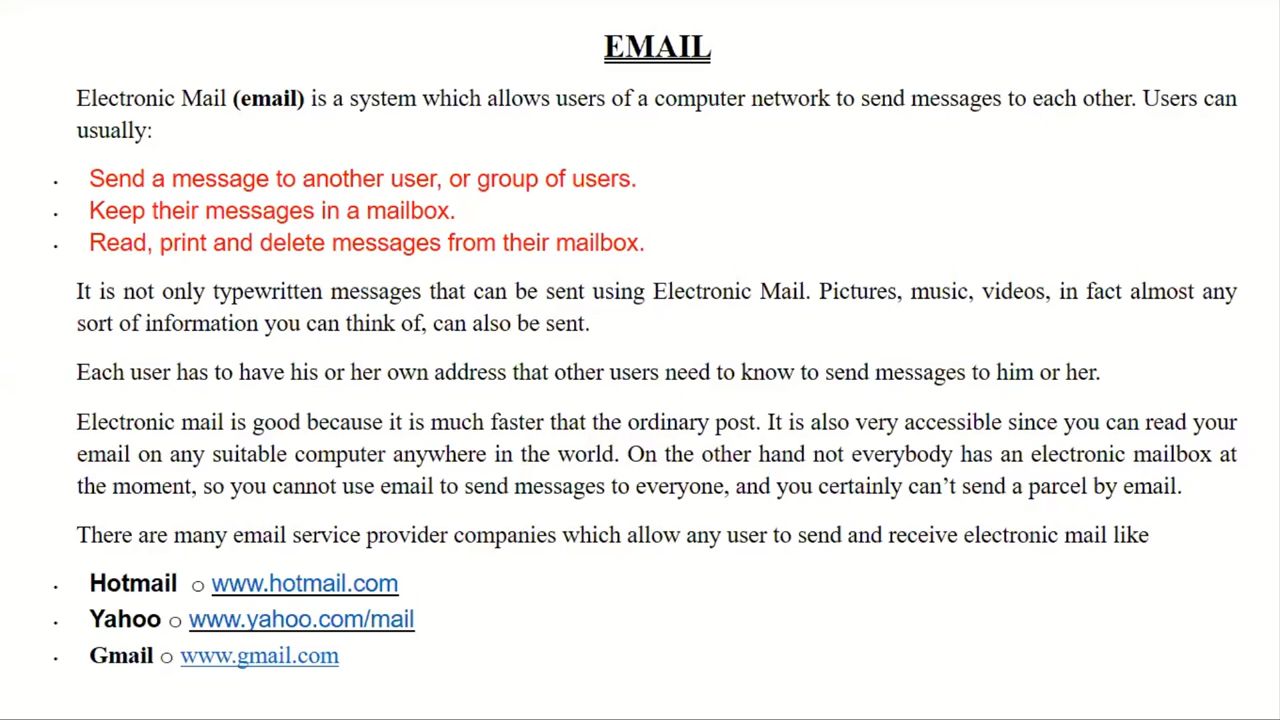 EMAIL
Electronic Mail (email) is a system which allows users of a computer network to send messages to each other. Users can
usually:
· Send a message to another user, or group of users.
· Keep their messages in a mailbox.
· Read, print and delete messages from their mailbox.
It is not only typewritten messages that can be sent using Electronic Mail. Pictures, music, videos, in fact almost any
sort of information you can think of, can also be sent.
Each user has to have his or her own address that other users need to know to send messages to him or her.
Electronic mail is good because it is much faster that the ordinary post. It is also very accessible since you can read your
email on any suitable computer anywhere in the world. On the other hand not everybody has an electronic mailbox at
the moment, so you cannot use email to send messages to everyone, and you certainly can’t send a parcel by email.
There are many email service provider companies which allow any user to send and receive electronic mail like
· Hotmail o www.hotmail.com
· Yahoo o www.yahoo.com/mail
· Gmail o www.gmail.com